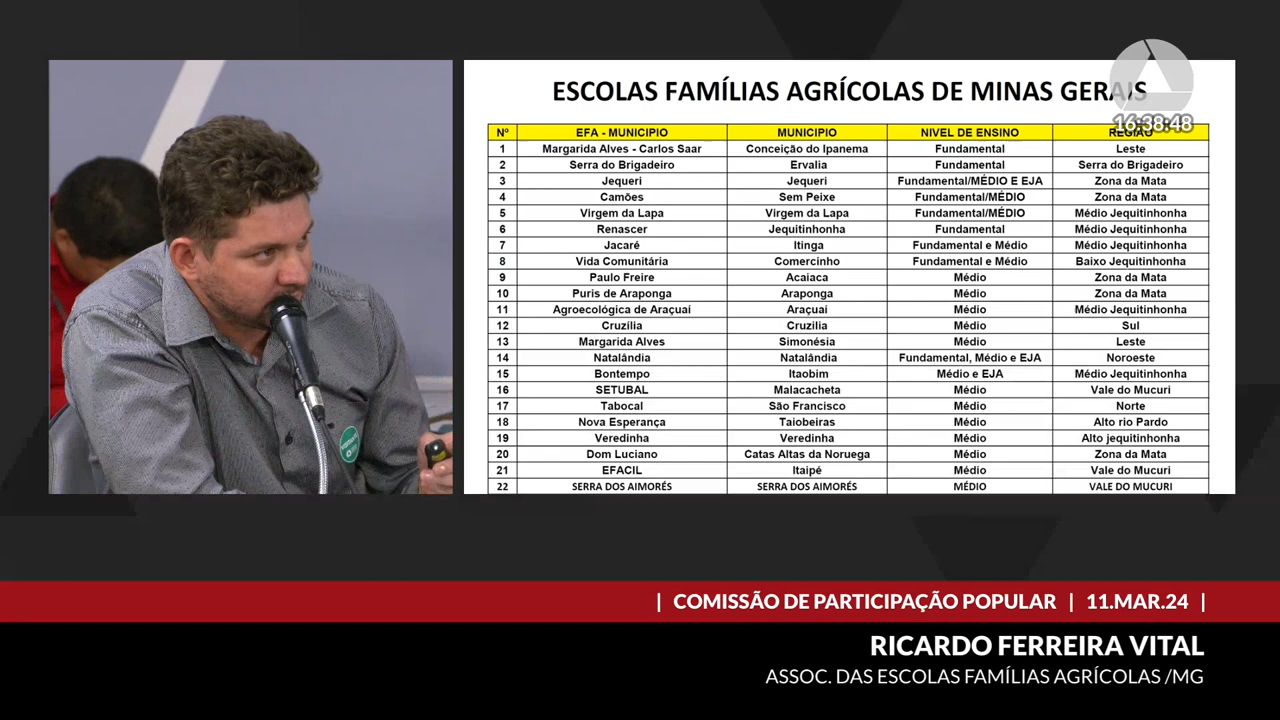 ESCOLAS FAMÍLIAS AGRÍCOLAS DE MINAS GERAIS
16:38:48
Nº EFA - MUNICIPIO MUNICIPIO NIVEL DE ENSINO REGIÃO
1 Margarida Alves - Carlos Saar Conceição do Ipanema Fundamental Leste
2 Serra do Brigadeiro Ervalia Fundamental Serra do Brigadeiro
3 Jequeri Jequeri Fundamental/MÉDIO E EJA Zona da Mata
4 Camões Sem Peixe Fundamental/MÉDIO Zona da Mata
5 Virgem da Lapa Virgem da Lapa Fundamental/MÉDIO Médio Jequitinhonha
6 Renascer Jequitinhonha Fundamental Médio Jequitinhonha
7 Jacaré Itinga Fundamental e Médio Médio Jequitinhonha
8 Vida Comunitária Comercinho Fundamental e Médio Baixo Jequitinhonha
9 Paulo Freire Acaiaca Médio Zona da Mata
10 Puris de Araponga Araponga Médio Zona da Mata
11 Agroecológica de Araçuaí Araçuaí Médio Médio Jequitinhonha
12 Cruzília Cruzilia Médio Sul
13 Margarida Alves Simonésia Médio Leste
14 Natalândia Natalândia Fundamental, Médio e EJA Noroeste
15 Bontempo Itaobim Médio e EJA Médio Jequitinhonha
16 SETUBAL Malacacheta Médio Vale do Mucuri
17 Tabocal São Francisco Médio Norte
18 Nova Esperança Taiobeiras Médio Alto rio Pardo
19 Veredinha Veredinha Médio Alto jequitinhonha
20 Dom Luciano Catas Altas da Noruega Médio Zona da Mata
21 EFACIL Itaipé Médio Vale do Mucuri
22 SERRA DOS AIMORÉS SERRA DOS AIMORÉS MÉDIO VALE DO MUCURI
| COMISSÃO DE PARTICIPAÇÃO POPULAR | 11.MAR.24 |
RICARDO FERREIRA VITAL
ASSOC. DAS ESCOLAS FAMÍLIAS AGRÍCOLAS /MG